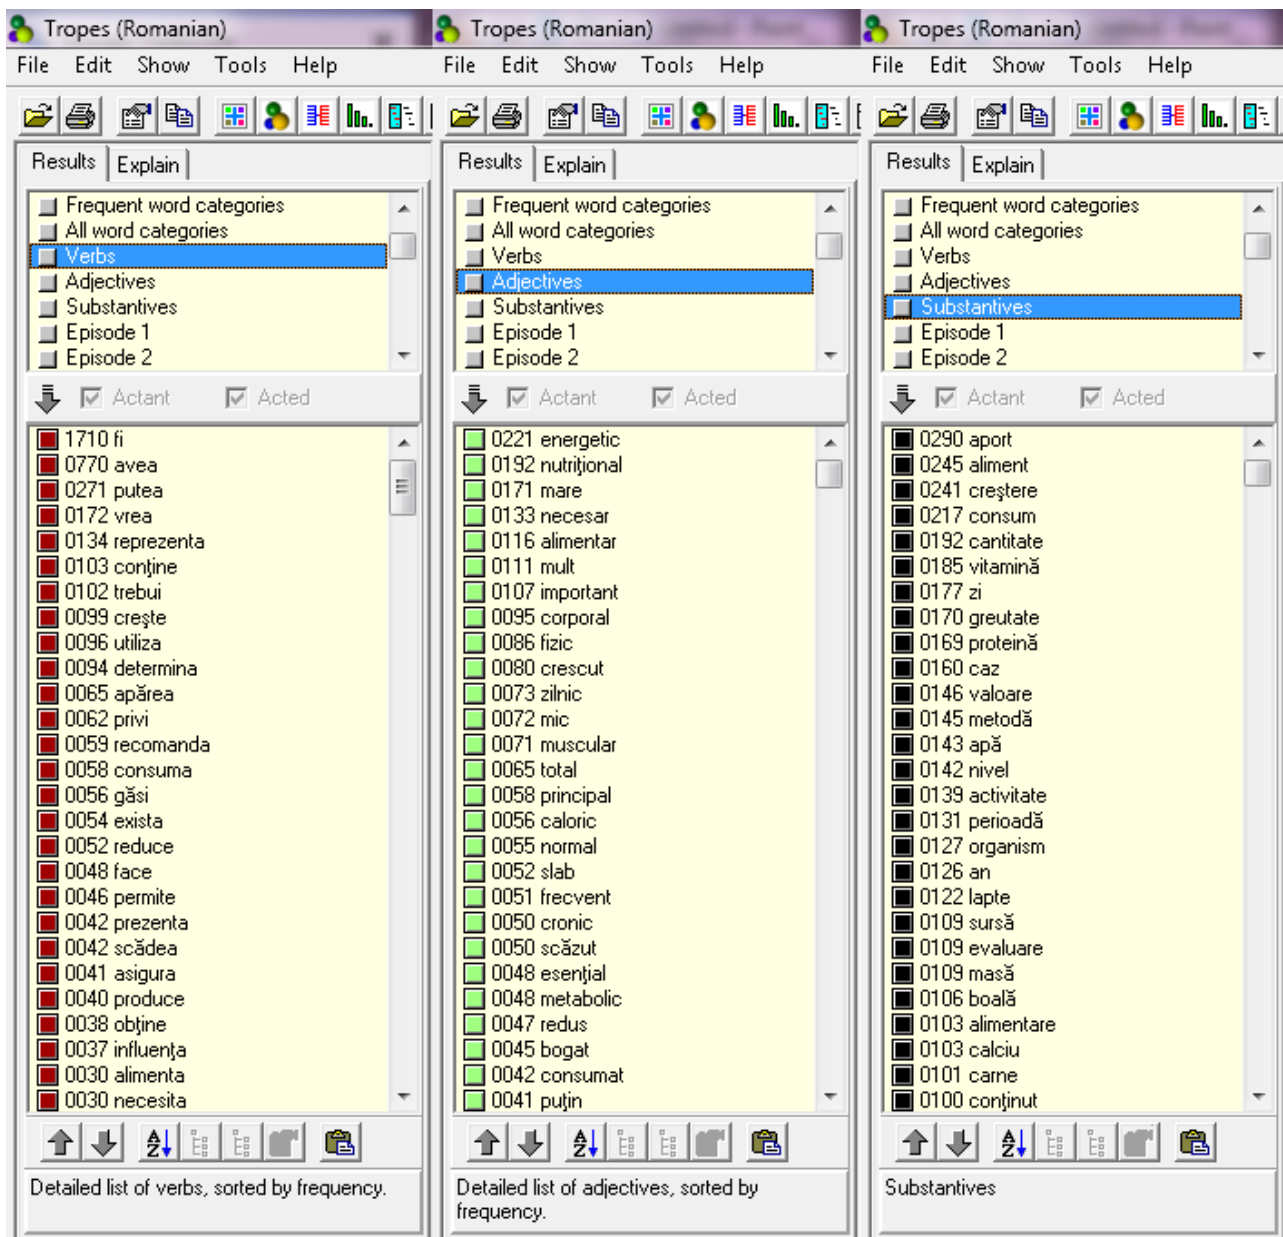 Tropes (Romanian)
File Edit Show Tools Help
Results Explain
Frequent word categories
All word categories
Verbs
Adjectives
Substantives
Episode 1
Episode 2
Actant Acted
1710 fi
0770 avea
0271 putea
0172 vrea
0134 reprezenta
0103 conţine
0102 trebui
0099 creşte
0096 utiliza
0094 determina
0065 apărea
0062 privi
0059 recomanda
0058 consuma
0056 găsi
0054 exista
0052 reduce
0048 face
0046 permite
0042 prezenta
0042 scădea
0041 asigura
0040 produce
0038 obţine
0037 influenţa
0030 alimenta
0030 necesita
Detailed list of verbs, sorted by frequency.
Tropes (Romanian)
File Edit Show Tools Help
Results Explain
Frequent word categories
All word categories
Verbs
Adjectives
Substantives
Episode 1
Episode 2
Actant Acted
0221 energetic
0192 nutriţional
0171 mare
0133 necesar
0116 alimentar
0111 mult
0107 important
0095 corporal
0086 fizic
0080 crescut
0073 zilnic
0072 mic
0071 muscular
0065 total
0058 principal
0056 caloric
0055 normal
0052 slab
0051 frecvent
0050 cronic
0050 scăzut
0048 esenţial
0048 metabolic
0047 redus
0045 bogat
0042 consumat
0041 puţin
Detailed list of adjectives, sorted by
frequency.
Tropes (Romanian)
File Edit Show Tools Help
Results Explain
Frequent word categories
All word categories
Verbs
Adjectives
Substantives
Episode 1
Episode 2
Actant Acted
0290 aport
0245 aliment
0241 creştere
0217 consum
0192 cantitate
0185 vitamină
0177 zi
0170 greutate
0169 proteină
0160 caz
0146 valoare
0145 metodă
0143 apă
0142 nivel
0139 activitate
0131 perioadă
0127 organism
0126 an
0122 lapte
0109 sursă
0109 evaluare
0109 masă
0106 boală
0103 alimentare
0103 calciu
0101 carne
0100 conţinut
Substantives